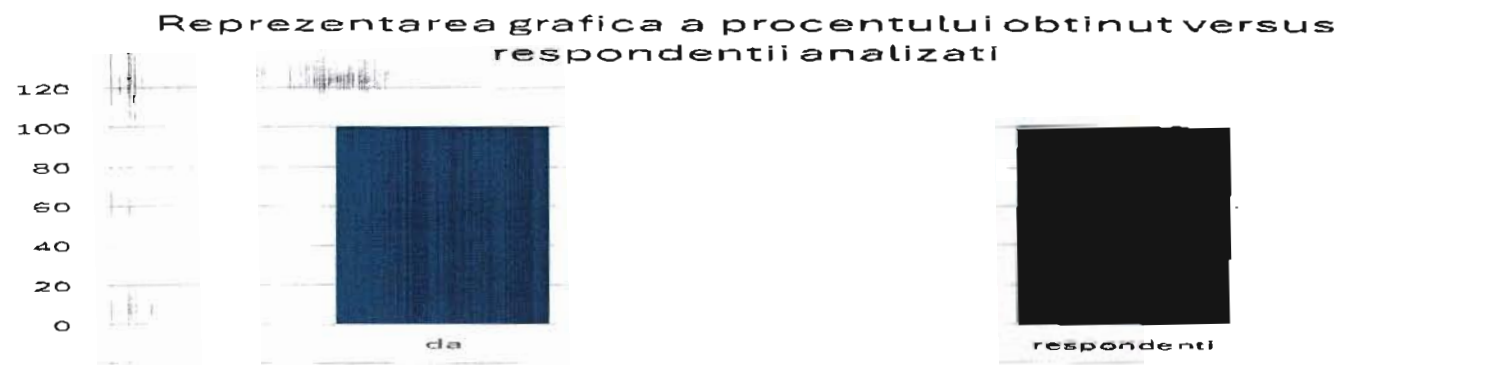 Reprezentarea grafica a procentului obtinut versus
respondentii analizati
120
100
80
60
40
20
0
da
respondenti